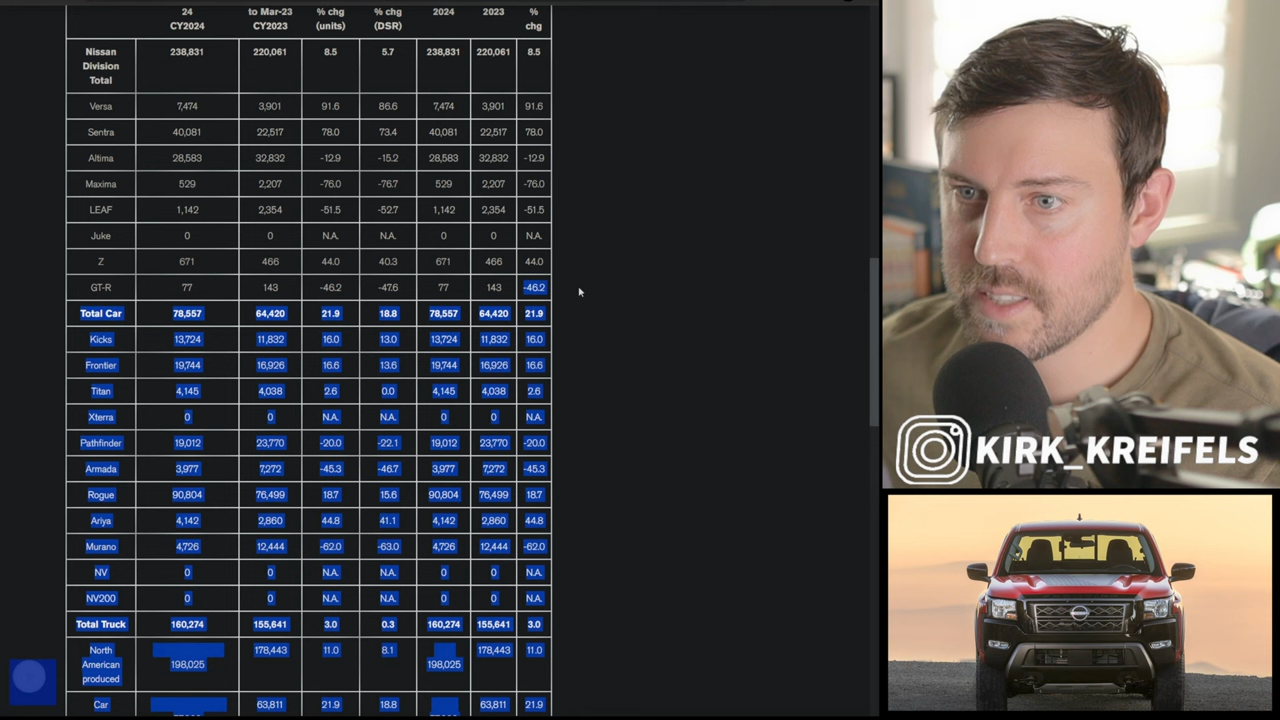 24 to Mar-23 % chg % chg 2024 2023 %
CY2024 CY2023 (units) (DSR) chg
Nissan 238,831 220,061 8.5 5.7 238,831 220,061 8.5
Division
Total
Versa 7,474 3,901 91.6 86.6 7,474 3,901 91.6
Sentra 40,081 22,517 78.0 73.4 40,081 22,517 78.0
Altima 28,583 32,832 -12.9 -15.2 28,583 32,832 -12.9
Maxima 529 2,207 -76.0 -76.7 529 2,207 -76.0
LEAF 1,142 2,354 -51.5 -52.7 1,142 2,354 -51.5
Juke 0 0 N.A. N.A. 0 0 N.A.
Z 671 466 44.0 40.3 671 466 44.0
GT-R 77 143 -46.2 -47.6 77 143 -46.2
Total Car 78,557 64,420 21.9 18.8 78,557 64,420 21.9
Kicks 13,724 11,832 16.0 13.0 13,724 11,832 16.0
Frontier 19,744 16,926 16.6 13.6 19,744 16,926 16.6
Titan 4,145 4,038 2.6 0.0 4,145 4,038 2.6
Xterra 0 0 N.A. N.A. 0 0 N.A.
Pathfinder 19,012 23,770 -20.0 -22.1 19,012 23,770 -20.0
Armada 3,977 7,272 -45.3 -46.7 3,977 7,272 -45.3
Rogue 90,804 76,499 18.7 15.6 90,804 76,499 18.7
Ariya 4,142 2,860 44.8 41.1 4,142 2,860 44.8
Murano 4,726 12,444 -62.0 -63.0 4,726 12,444 -62.0
NV 0 0 N.A. N.A. 0 0 N.A.
NV200 0 0 N.A. N.A. 0 0 N.A.
Total Truck 160,274 155,641 3.0 0.3 160,274 155,641 3.0
North 178,443 11.0 8.1 178,443 11.0
American 198,025 198,025
produced
Car 63,811 21.9 18.8 63,811 21.9
KIRK_KREIFELS